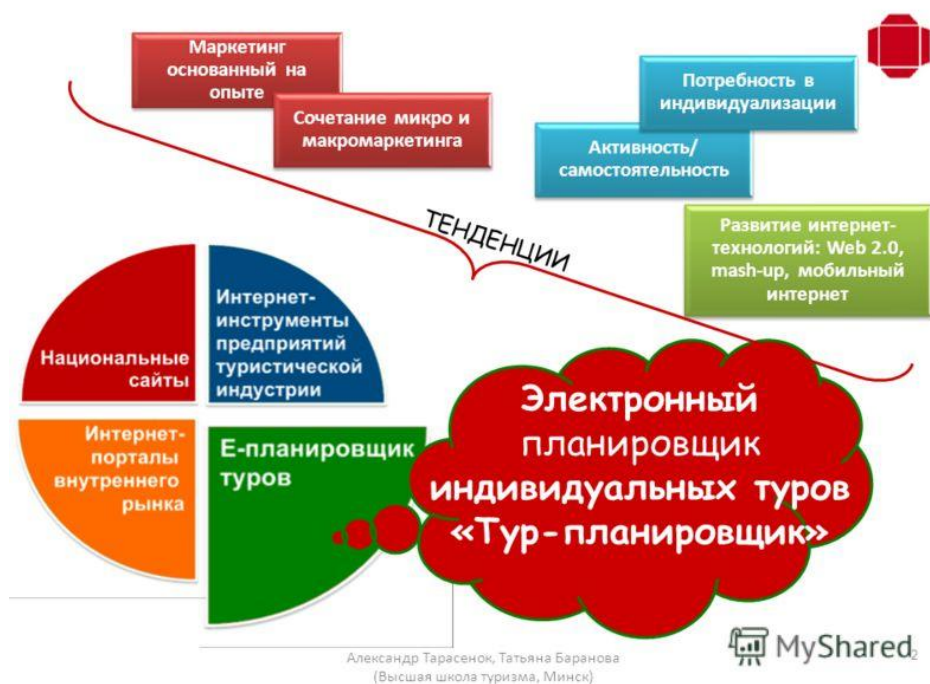 Маркетинг
основанный на
опыте
Сочетание микро и
макромаркетинга
Потребность в
индивидуализации
Активность/
самостоятельность
Развитие интернет-
технологий: Web 2.0,
mash-up, мобильный
интернет
ТЕНДЕНЦИИ
Национальные
сайты
Интернет-
инструменты
предприятий
туристической
индустрии
Интернет-
порталы
внутреннего
рынка
Е-планировщик
туров
Электронный
планировщик
индивидуальных туров
«Тур-планировщик»
Александр Тарасенок, Татьяна Баранова
(Высшая школа туризма, Минск)
MyShared
2